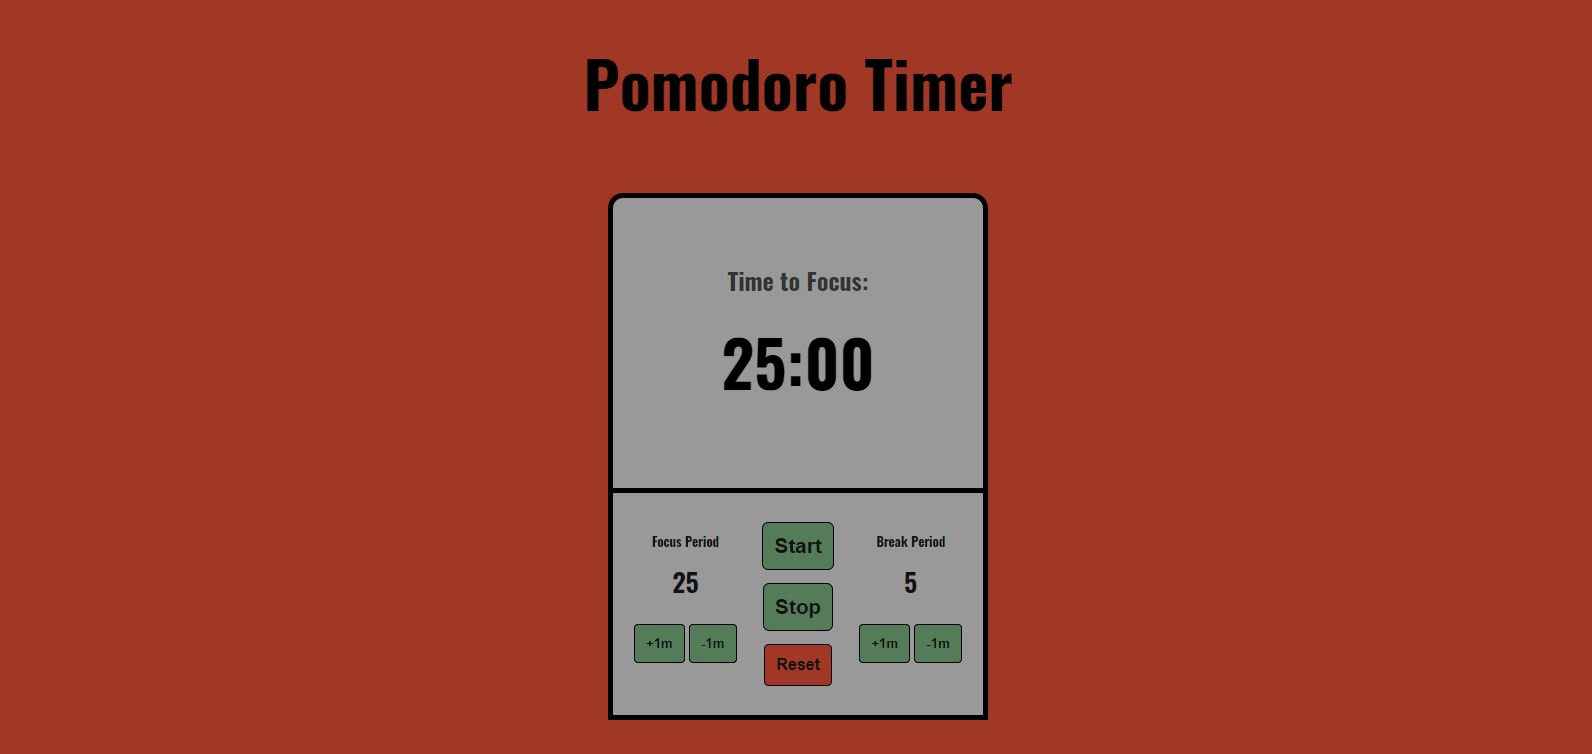 Pomodoro Timer
Time to Focus:
25:00
Focus Period
25
+1m -1m
Start
Stop
Reset
Break Period
5
+1m -1m